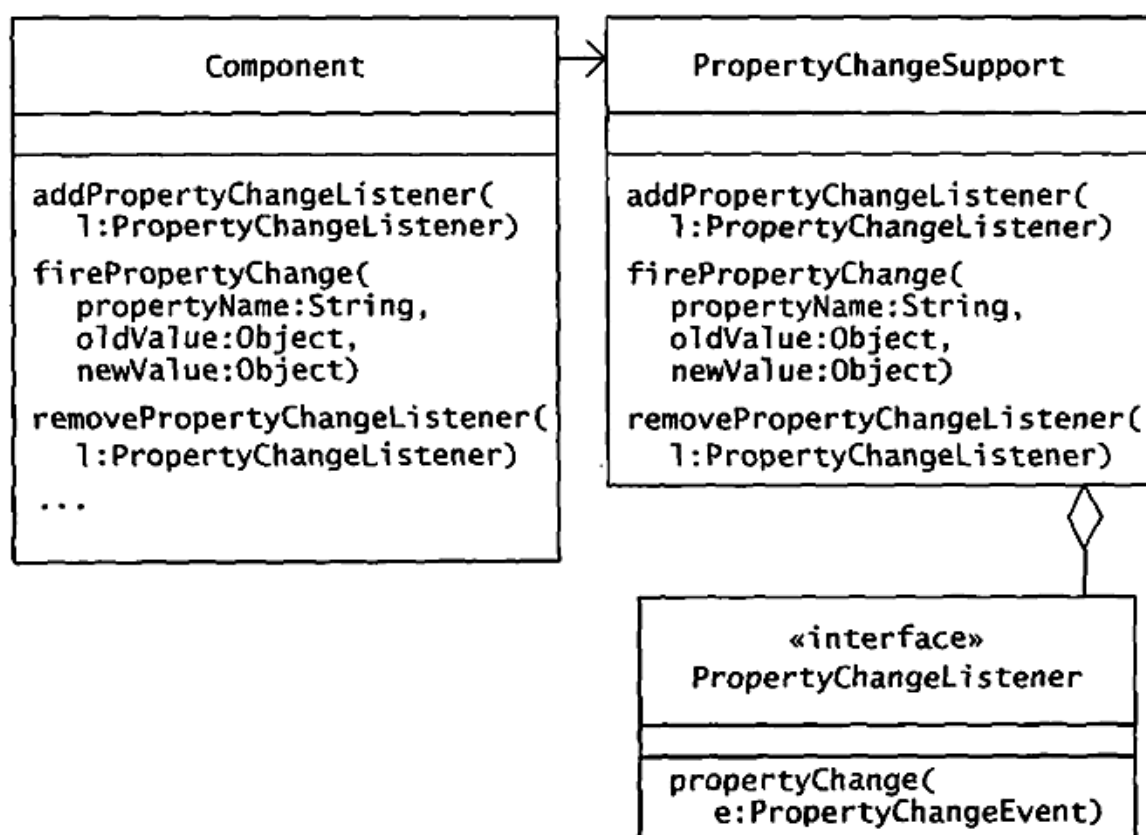 Component
addPropertyChangeListener(
l:PropertyChangeListener)
firePropertyChange(
propertyName:String,
oldValue:Object,
newValue:Object)
removePropertyChangeListener(
l:PropertyChangeListener)
...
PropertyChangeSupport
addPropertyChangeListener(
l:PropertyChangeListener)
firePropertyChange(
propertyName:String,
oldValue:Object,
newValue:Object)
removePropertyChangeListener(
l:PropertyChangeListener)
«interface»
PropertyChangeListener
propertyChange(
e:PropertyChangeEvent)